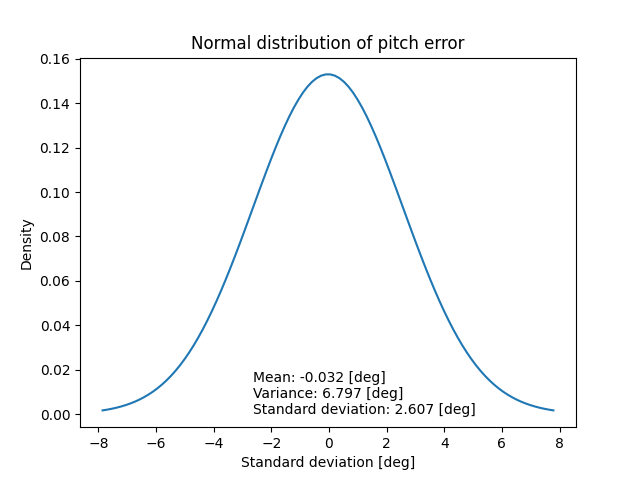 Normal distribution of pitch error
0.16
0.14
0.12
0.10
0.08
0.06
0.04
0.02
0.00
Density
Mean: -0.032 [deg]
Variance: 6.797 [deg]
Standard deviation: 2.607 [deg]
−8 −6 −4 −2 0 2 4 6 8
Standard deviation [deg]